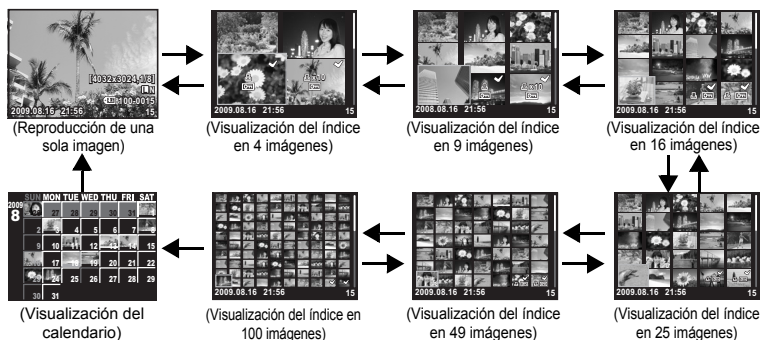 [4032x3024,1/8]
N
100-0015
2009.08.16 21:56 15
(Reproducción de una
sola imagen)
x10
2009.08.16 21:56 15
(Visualización del índice
en 4 imágenes)
x10
2008.08.16 21:56 15
(Visualización del índice
en 9 imágenes)
2009.08.16 21:56 15
(Visualización del índice
en 16 imágenes)
2009
8
SUN MON TUE WED THU FRI SAT
26 27 28 29 30 31 1
2 3 4 5 6 7 8
9 10 11 12 13 14 15
17 18 19 20 21 22
24 25 26 27 28 29
30 31
(Visualización del
calendario)
2009.08.16 21:56 15
(Visualización del índice en
100 imágenes)
2009.08.16 21:56 15
(Visualización del índice
en 49 imágenes)
2009.08.16 21:56 15
(Visualización del índice
en 25 imágenes)